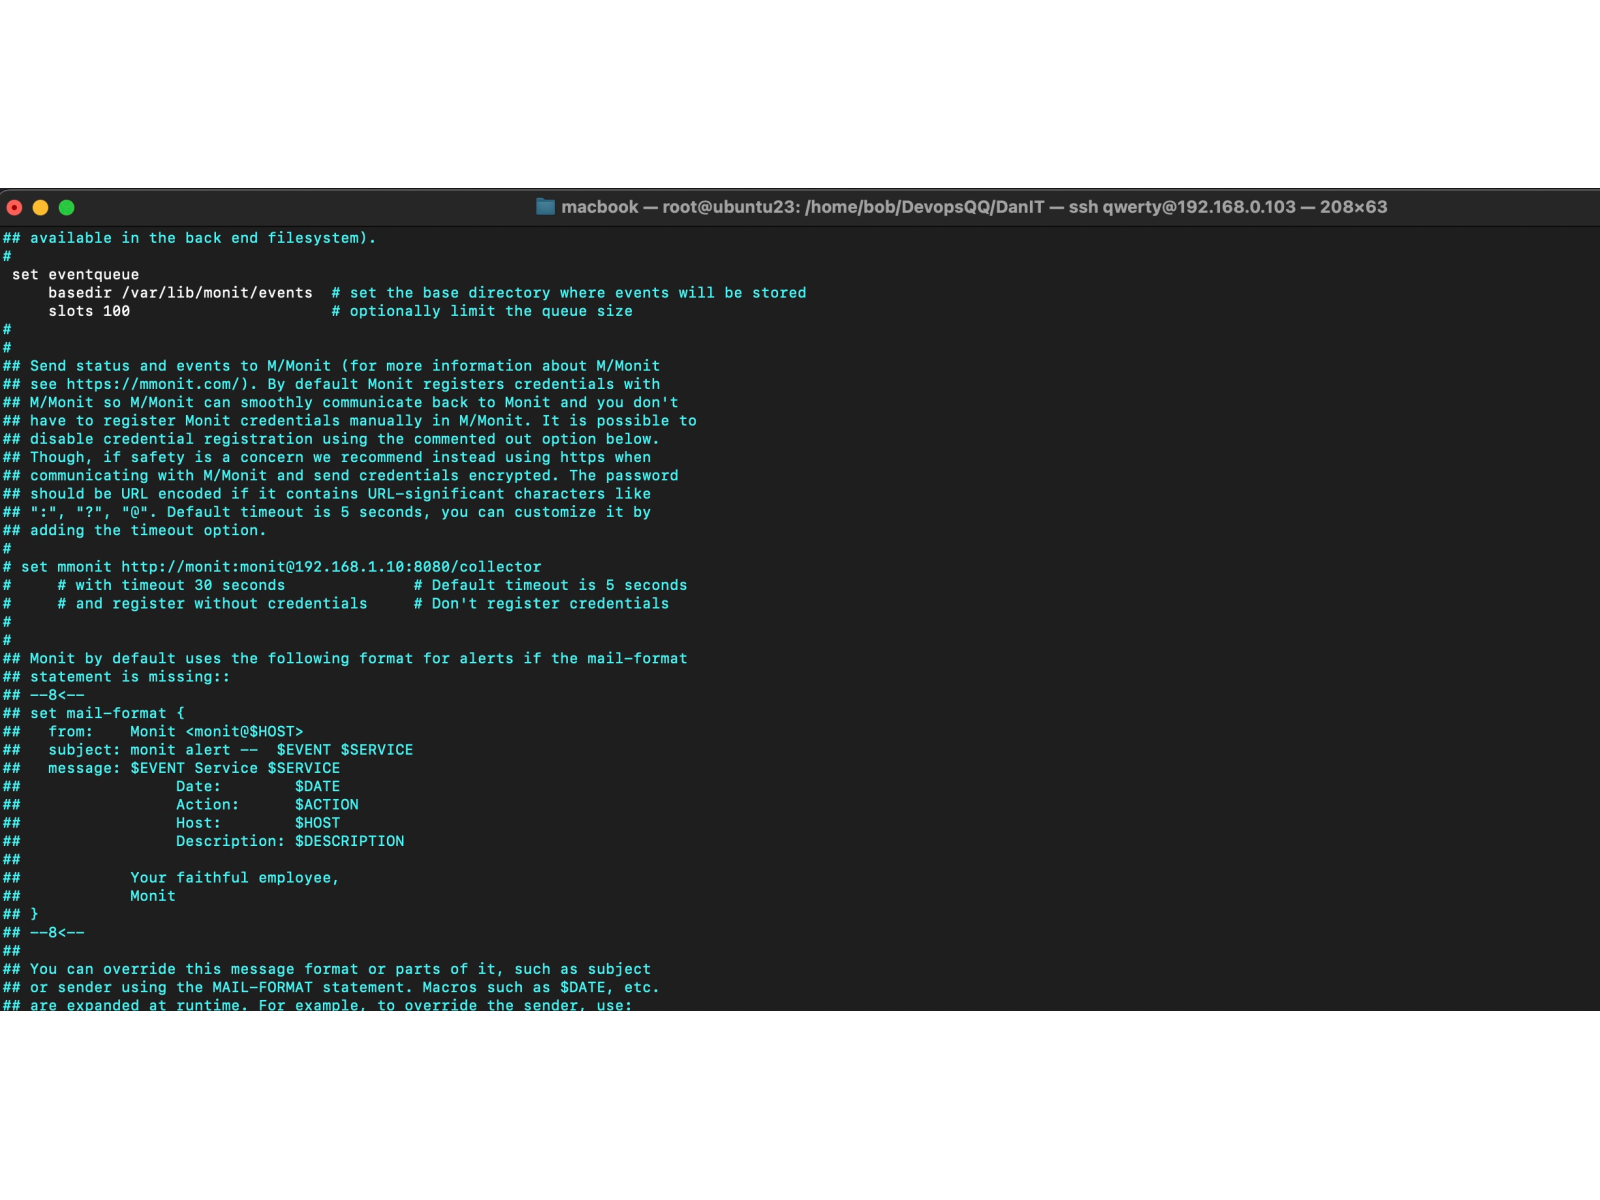 macbook — root@ubuntu23: /home/bob/DevopsQQ/DanIT — ssh qwerty@192.168.0.103 — 208×63
## available in the back end filesystem).
#
 set eventqueue
     basedir /var/lib/monit/events  # set the base directory where events will be stored
     slots 100                      # optionally limit the queue size
#
#
## Send status and events to M/Monit (for more information about M/Monit
## see https://mmonit.com/). By default Monit registers credentials with
## M/Monit so M/Monit can smoothly communicate back to Monit and you don't
## have to register Monit credentials manually in M/Monit. It is possible to
## disable credential registration using the commented out option below.
## Though, if safety is a concern we recommend instead using https when
## communicating with M/Monit and send credentials encrypted. The password
## should be URL encoded if it contains URL-significant characters like
## ":", "?", "@". Default timeout is 5 seconds, you can customize it by
## adding the timeout option.
#
# set mmonit http://monit:monit@192.168.1.10:8080/collector
#     # with timeout 30 seconds              # Default timeout is 5 seconds
#     # and register without credentials     # Don't register credentials
#
#
## Monit by default uses the following format for alerts if the mail-format
## statement is missing::
## --8<--
## set mail-format {
##   from:    Monit <monit@$HOST>
##   subject: monit alert --  $EVENT $SERVICE
##   message: $EVENT Service $SERVICE
##                 Date:        $DATE
##                 Action:      $ACTION
##                 Host:        $HOST
##                 Description: $DESCRIPTION
##
##            Your faithful employee,
##            Monit
## }
## --8<--
##
## You can override this message format or parts of it, such as subject
## or sender using the MAIL-FORMAT statement. Macros such as $DATE, etc.
## are expanded at runtime. For example, to override the sender, use: